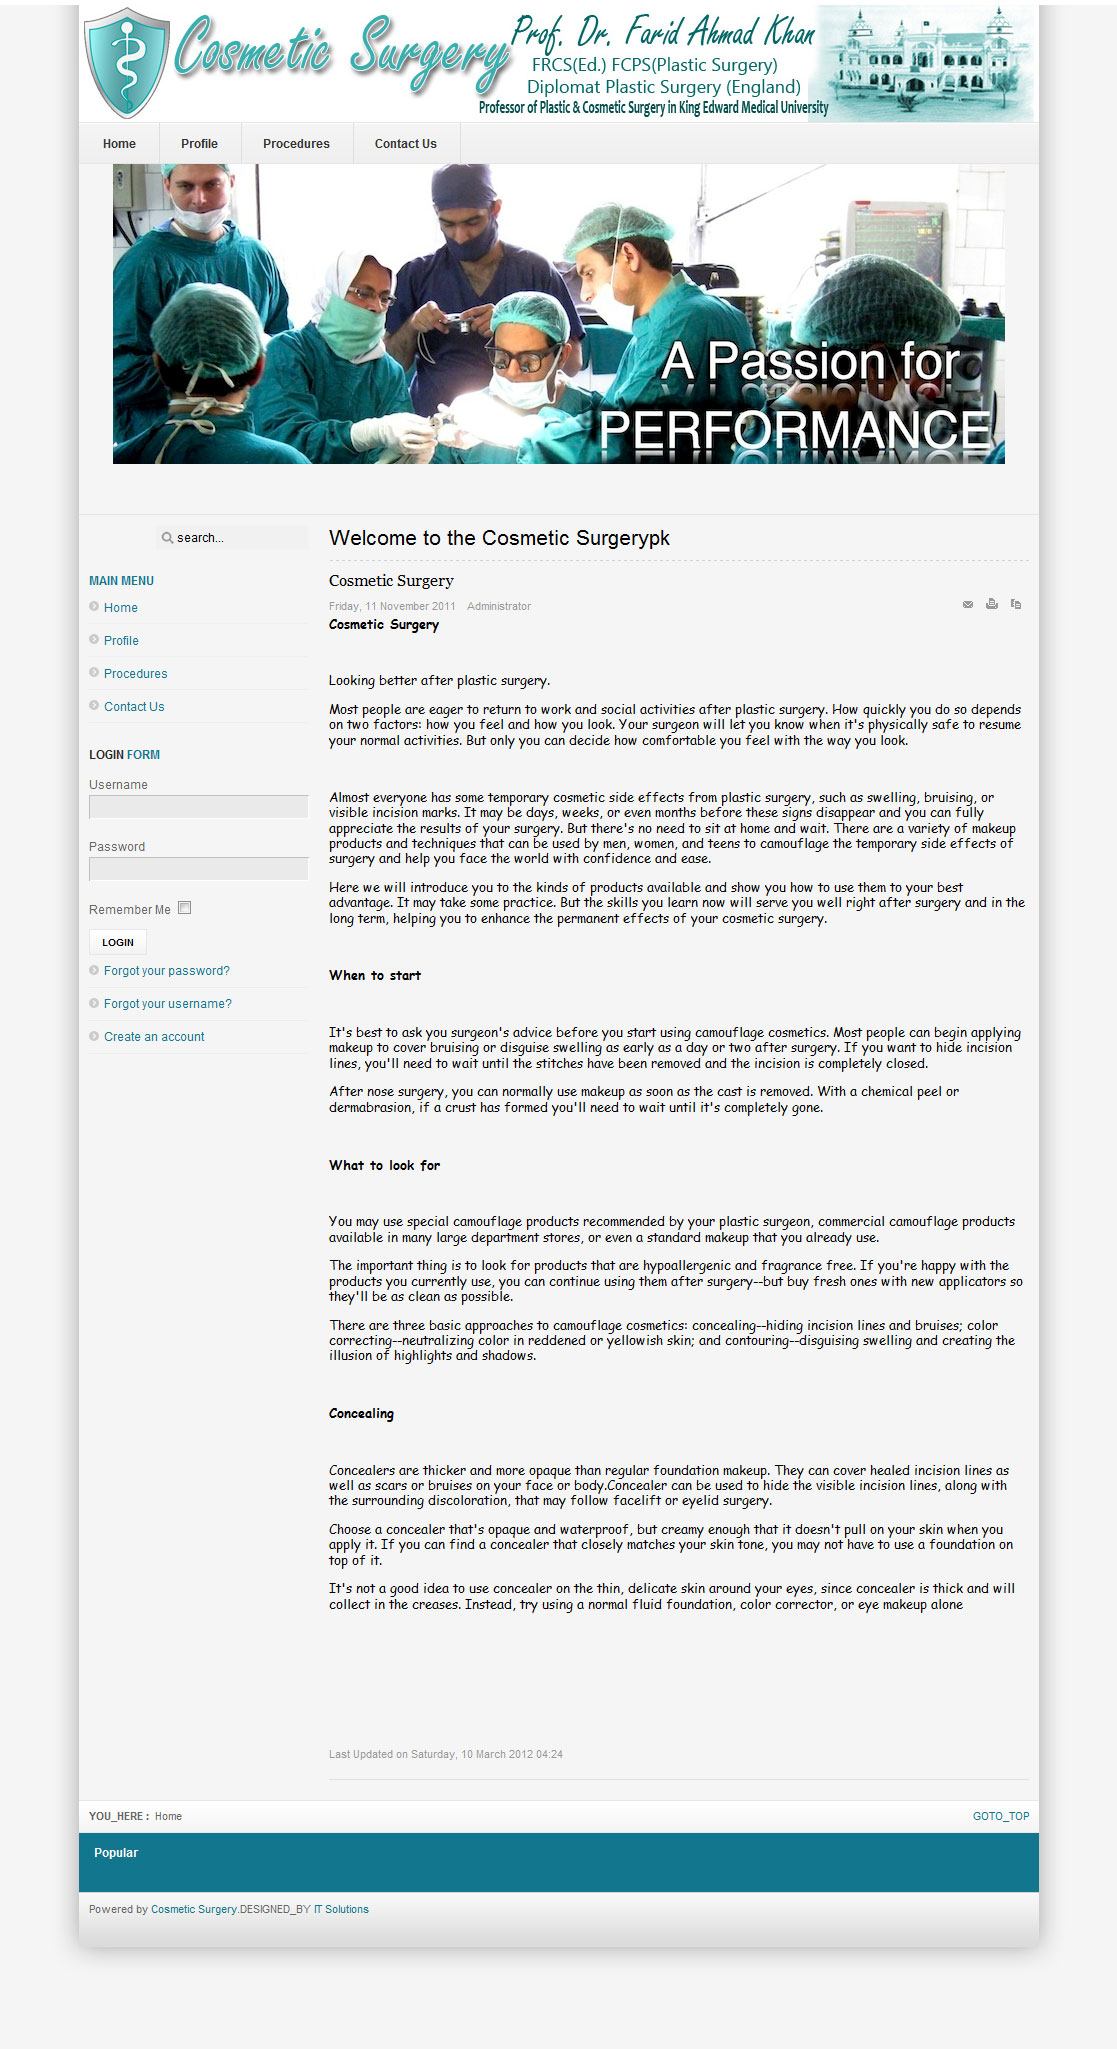 Cosmetic Surgery
Prof. Dr. Farid Ahmad Khan
FRCS(Ed.) FCPS(Plastic Surgery)
Diplomat Plastic Surgery (England)
Professor of Plastic & Cosmetic Surgery in King Edward Medical University
Home
Profile
Procedures
Contact Us
A Passion for
PERFORMANCE
search...
MAIN MENU
Home
Profile
Procedures
Contact Us
LOGIN FORM
Username
Password
Remember Me
LOGIN
Forgot your password?
Forgot your username?
Create an account
Welcome to the Cosmetic Surgerypk
Cosmetic Surgery
Friday, 11 November 2011 Administrator
Cosmetic Surgery
Looking better after plastic surgery.
Most people are eager to return to work and social activities after plastic surgery. How quickly you do so depends
on two factors: how you feel and how you look. Your surgeon will let you know when it's physically safe to resume
your normal activities. But only you can decide how comfortable you feel with the way you look.
Almost everyone has some temporary cosmetic side effects from plastic surgery, such as swelling, bruising, or
visible incision marks. It may be days, weeks, or even months before these signs disappear and you can fully
appreciate the results of your surgery. But there's no need to sit at home and wait. There are a variety of makeup
products and techniques that can be used by men, women, and teens to camouflage the temporary side effects of
surgery and help you face the world with confidence and ease.
Here we will introduce you to the kinds of products available and show you how to use them to your best
advantage. It may take some practice. But the skills you learn now will serve you well right after surgery and in the
long term, helping you to enhance the permanent effects of your cosmetic surgery.
When to start
It's best to ask you surgeon's advice before you start using camouflage cosmetics. Most people can begin applying
makeup to cover bruising or disguise swelling as early as a day or two after surgery. If you want to hide incision
lines, you'll need to wait until the stitches have been removed and the incision is completely closed.
After nose surgery, you can normally use makeup as soon as the cast is removed. With a chemical peel or
dermabrasion, if a crust has formed you'll need to wait until it's completely gone.
What to look for
You may use special camouflage products recommended by your plastic surgeon, commercial camouflage products
available in many large department stores, or even a standard makeup that you already use.
The important thing is to look for products that are hypoallergenic and fragrance free. If you're happy with the
products you currently use, you can continue using them after surgery--but buy fresh ones with new applicators so
they'll be as clean as possible.
There are three basic approaches to camouflage cosmetics: concealing--hiding incision lines and bruises; color
correcting--neutralizing color in reddened or yellowish skin; and contouring--disguising swelling and creating the
illusion of highlights and shadows.
Concealing
Concealers are thicker and more opaque than regular foundation makeup. They can cover healed incision lines as
well as scars or bruises on your face or body.Concealer can be used to hide the visible incision lines, along with
the surrounding discoloration, that may follow facelift or eyelid surgery.
Choose a concealer that's opaque and waterproof, but creamy enough that it doesn't pull on your skin when you
apply it. If you can find a concealer that closely matches your skin tone, you may not have to use a foundation on
top of it.
It's not a good idea to use concealer on the thin, delicate skin around your eyes, since concealer is thick and will
collect in the creases. Instead, try using a normal fluid foundation, color corrector, or eye makeup alone
Last Updated on Saturday, 10 March 2012 04:24
YOU_HERE : Home
GOTO_TOP
Popular
Powered by Cosmetic Surgery.DESIGNED_BY IT Solutions